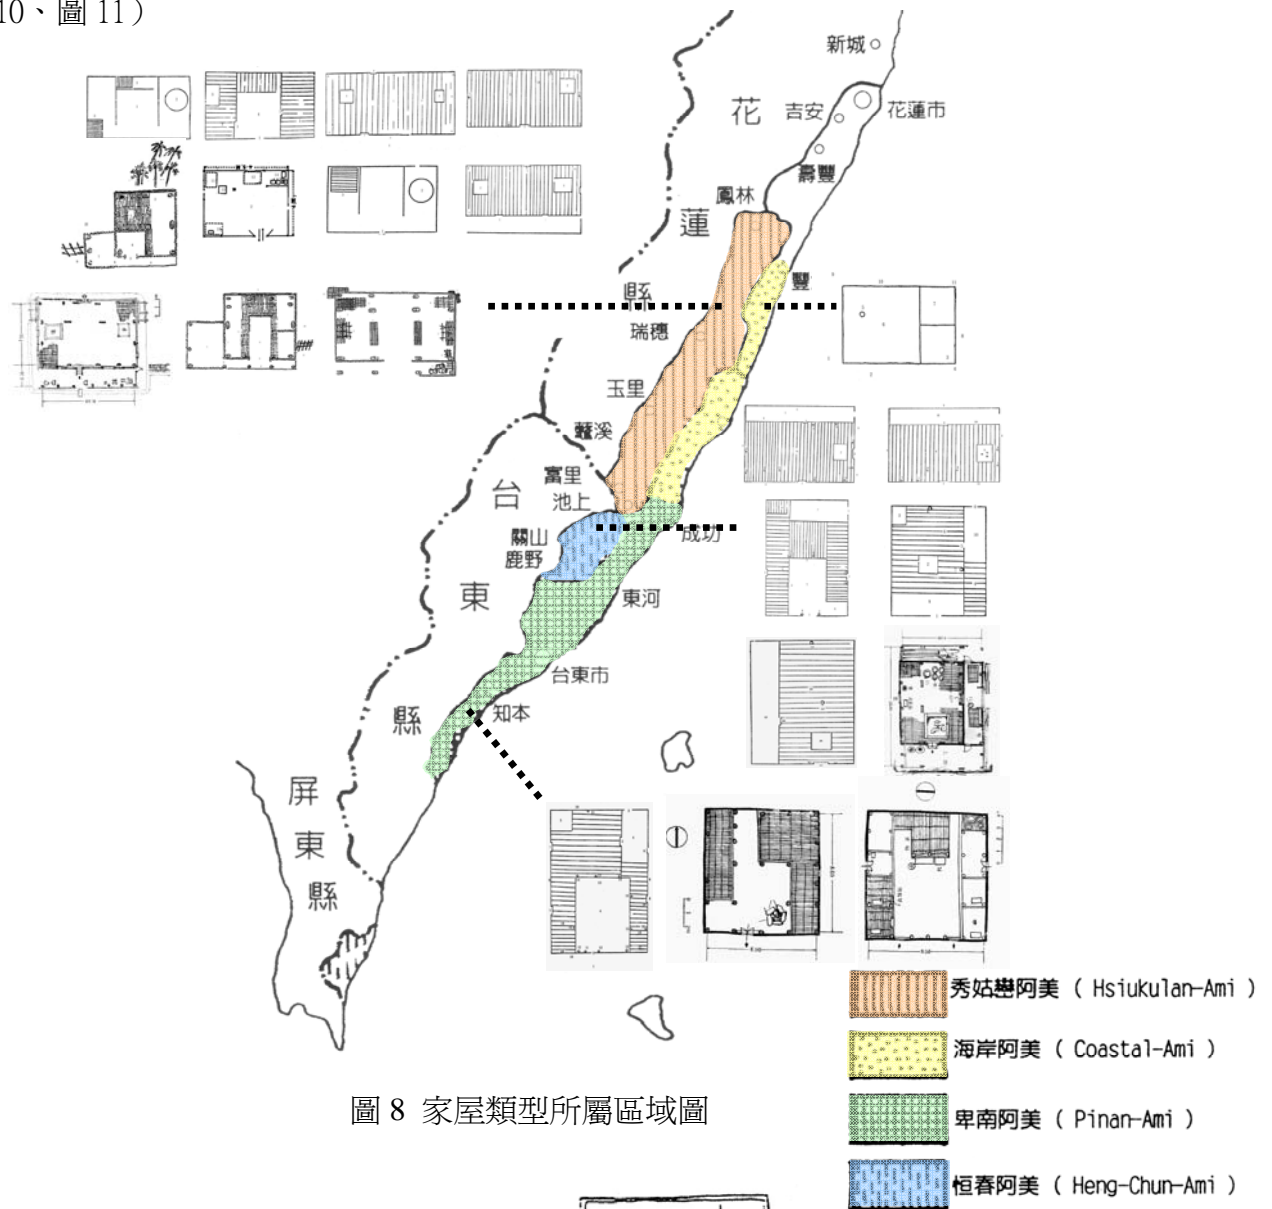 10、圖 11）
新城
花
吉安
花蓮市
壽豐
鳳林
蓮
豐
縣
瑞穗
玉里
富里
台
池上
關山
成功
鹿野
東
東河
台東市
縣
知本
屏
東
縣
秀姑巒阿美 ( Hsiukulan-Ami )
海岸阿美 ( Coastal-Ami )
圖 8 家屋類型所屬區域圖
卑南阿美 ( Pinan-Ami )
恒春阿美 ( Heng-Chun-Ami )